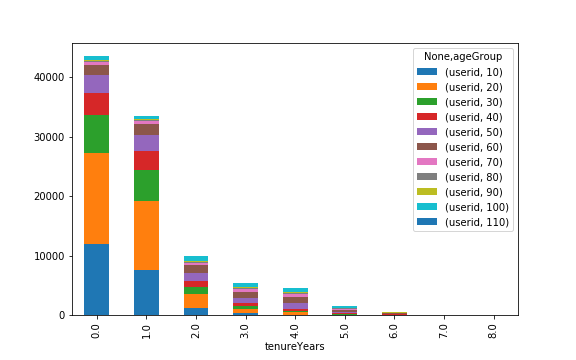 None,ageGroup
(userid, 10)
(userid, 20)
(userid, 30)
(userid, 40)
(userid, 50)
(userid, 60)
(userid, 70)
(userid, 80)
(userid, 90)
(userid, 100)
(userid, 110)
40000
30000
20000
10000
0
0.0
1.0
2.0
3.0
4.0
5.0
6.0
7.0
8.0
tenureYears